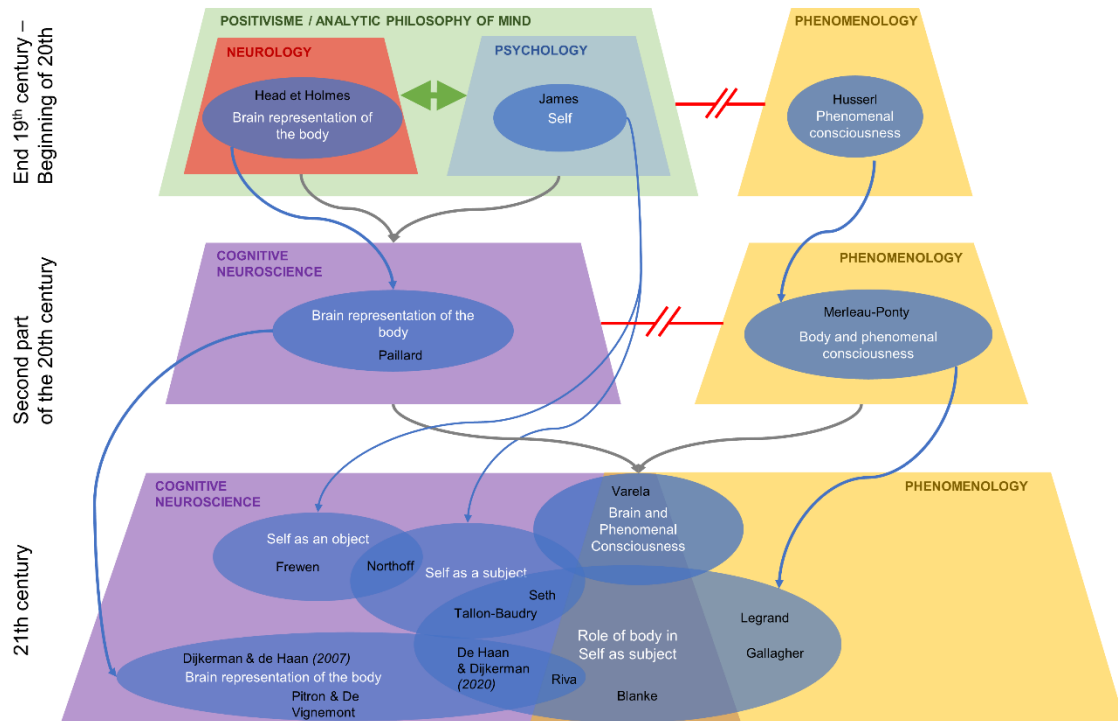 End 19th century –
Beginning of 20th
POSITIVISME / ANALYTIC PHILOSOPHY OF MIND
NEUROLOGY
Head et Holmes
Brain representation of
the body
PSYCHOLOGY
James
Self
PHENOMENOLOGY
Husserl
Phenomenal
consciousness
Second part
of the 20th century
COGNITIVE
NEUROSCIENCE
Brain representation of the
body
Paillard
PHENOMENOLOGY
Merleau-Ponty
Body and phenomenal
consciousness
21th century
COGNITIVE
NEUROSCIENCE
PHENOMENOLOGY
Varela
Brain and
Phenomenal
Consciousness
Self as an object
Frewen
Northoff
Self as a subject
Seth
Tallon-Baudry
Role of body in
Self as subject
Legrand
Gallagher
Blanke
Dijkerman & de Haan (2007)
Brain representation of the body
Pitron & De
Vignemont
De Haan
& Dijkerman
(2020)
Riva